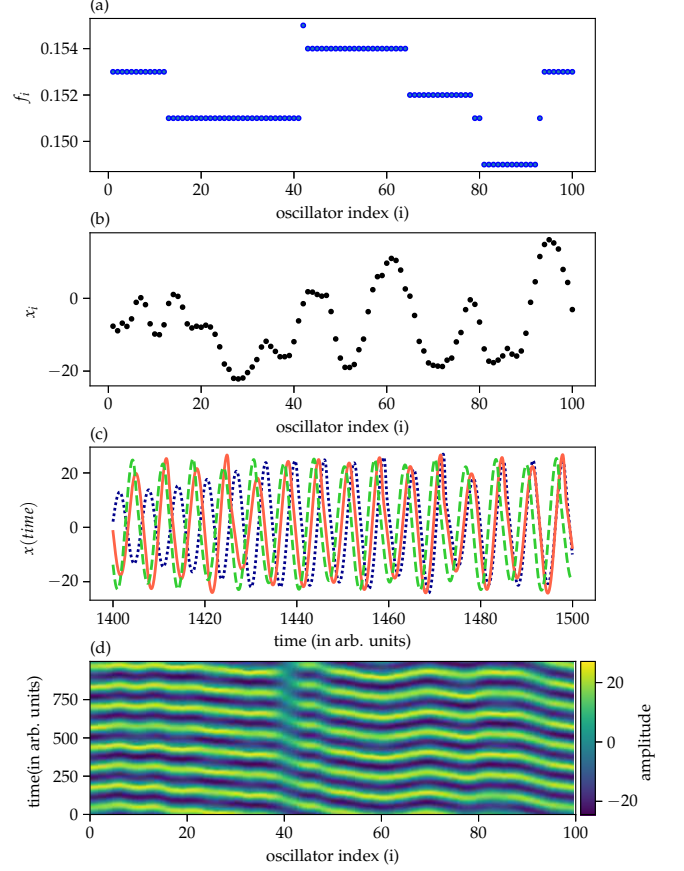 (a)
0.154
0.152
0.150
f_i
0 20 40 60 80 100
oscillator index (i)
(b)
0
−20
x_i
0 20 40 60 80 100
oscillator index (i)
(c)
20
0
−20
x(time)
1400 1420 1440 1460 1480 1500
time (in arb. units)
(d)
750
500
250
0
time(in arb. units)
0 20 40 60 80 100
oscillator index (i)
20
0
−20
amplitude